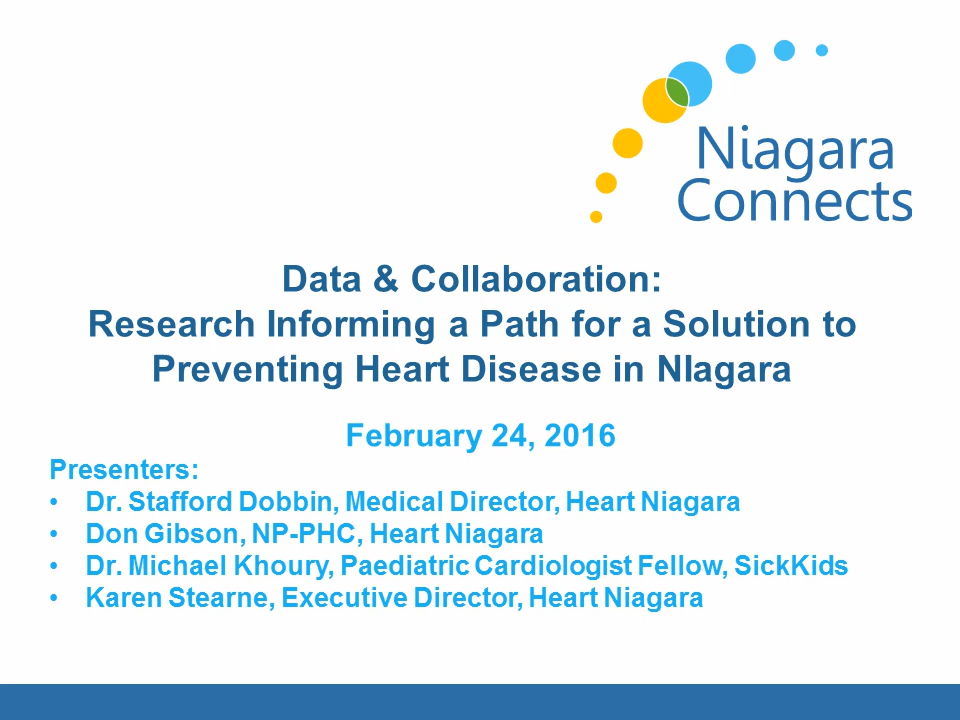 Niagara
Connects
Data & Collaboration:
Research Informing a Path for a Solution to
Preventing Heart Disease in NIagara
February 24, 2016
Presenters:
• Dr. Stafford Dobbin, Medical Director, Heart Niagara
• Don Gibson, NP-PHC, Heart Niagara
• Dr. Michael Khoury, Paediatric Cardiologist Fellow, SickKids
• Karen Stearne, Executive Director, Heart Niagara